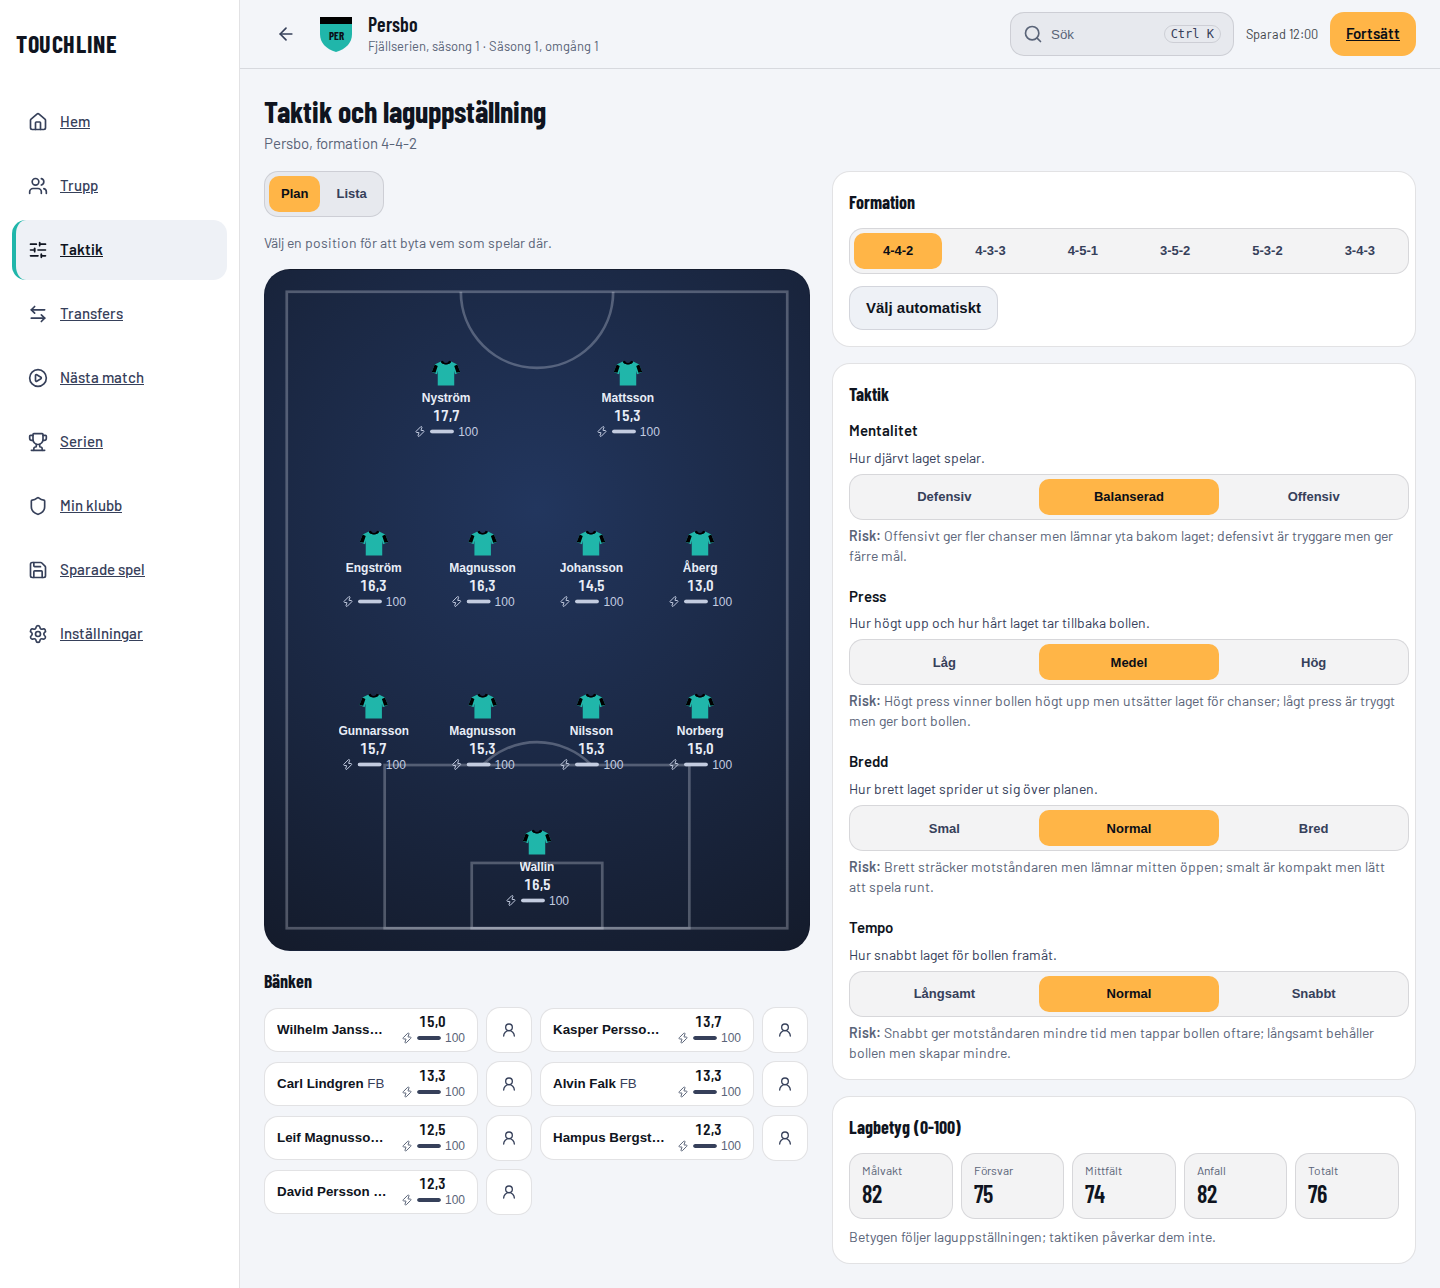 TOUCHLINE
Hem
Trupp
Taktik
Transfers
Nästa match
Serien
Min klubb
Sparade spel
Inställningar
PER
Persbo
Fjällserien, säsong 1 · Säsong 1, omgång 1
Sök
Ctrl K
Sparad 12:00
Fortsätt
Taktik och laguppställning
Persbo, formation 4-4-2
Plan
Lista
Välj en position för att byta vem som spelar där.
Nyström
17,7
100
Mattsson
15,3
100
Engström
16,3
100
Magnusson
16,3
100
Johansson
14,5
100
Åberg
13,0
100
Gunnarsson
15,7
100
Magnusson
15,3
100
Nilsson
15,3
100
Norberg
15,0
100
Wallin
16,5
100
Bänken
Wilhelm Janss…
15,0
100
Kasper Persso…
13,7
100
Carl Lindgren FB
13,3
100
Alvin Falk FB
13,3
100
Leif Magnusso…
12,5
100
Hampus Bergst…
12,3
100
David Persson …
12,3
100
Formation
4-4-2
4-3-3
4-5-1
3-5-2
5-3-2
3-4-3
Välj automatiskt
Taktik
Mentalitet
Hur djärvt laget spelar.
Defensiv
Balanserad
Offensiv
Risk: Offensivt ger fler chanser men lämnar yta bakom laget; defensivt är tryggare men ger
färre mål.
Press
Hur högt upp och hur hårt laget tar tillbaka bollen.
Låg
Medel
Hög
Risk: Högt press vinner bollen högt upp men utsätter laget för chanser; lågt press är tryggt
men ger bort bollen.
Bredd
Hur brett laget sprider ut sig över planen.
Smal
Normal
Bred
Risk: Brett sträcker motståndaren men lämnar mitten öppen; smalt är kompakt men lätt
att spela runt.
Tempo
Hur snabbt laget för bollen framåt.
Långsamt
Normal
Snabbt
Risk: Snabbt ger motståndaren mindre tid men tappar bollen oftare; långsamt behåller
bollen men skapar mindre.
Lagbetyg (0-100)
Målvakt
82
Försvar
75
Mittfält
74
Anfall
82
Totalt
76
Betygen följer laguppställningen; taktiken påverkar dem inte.